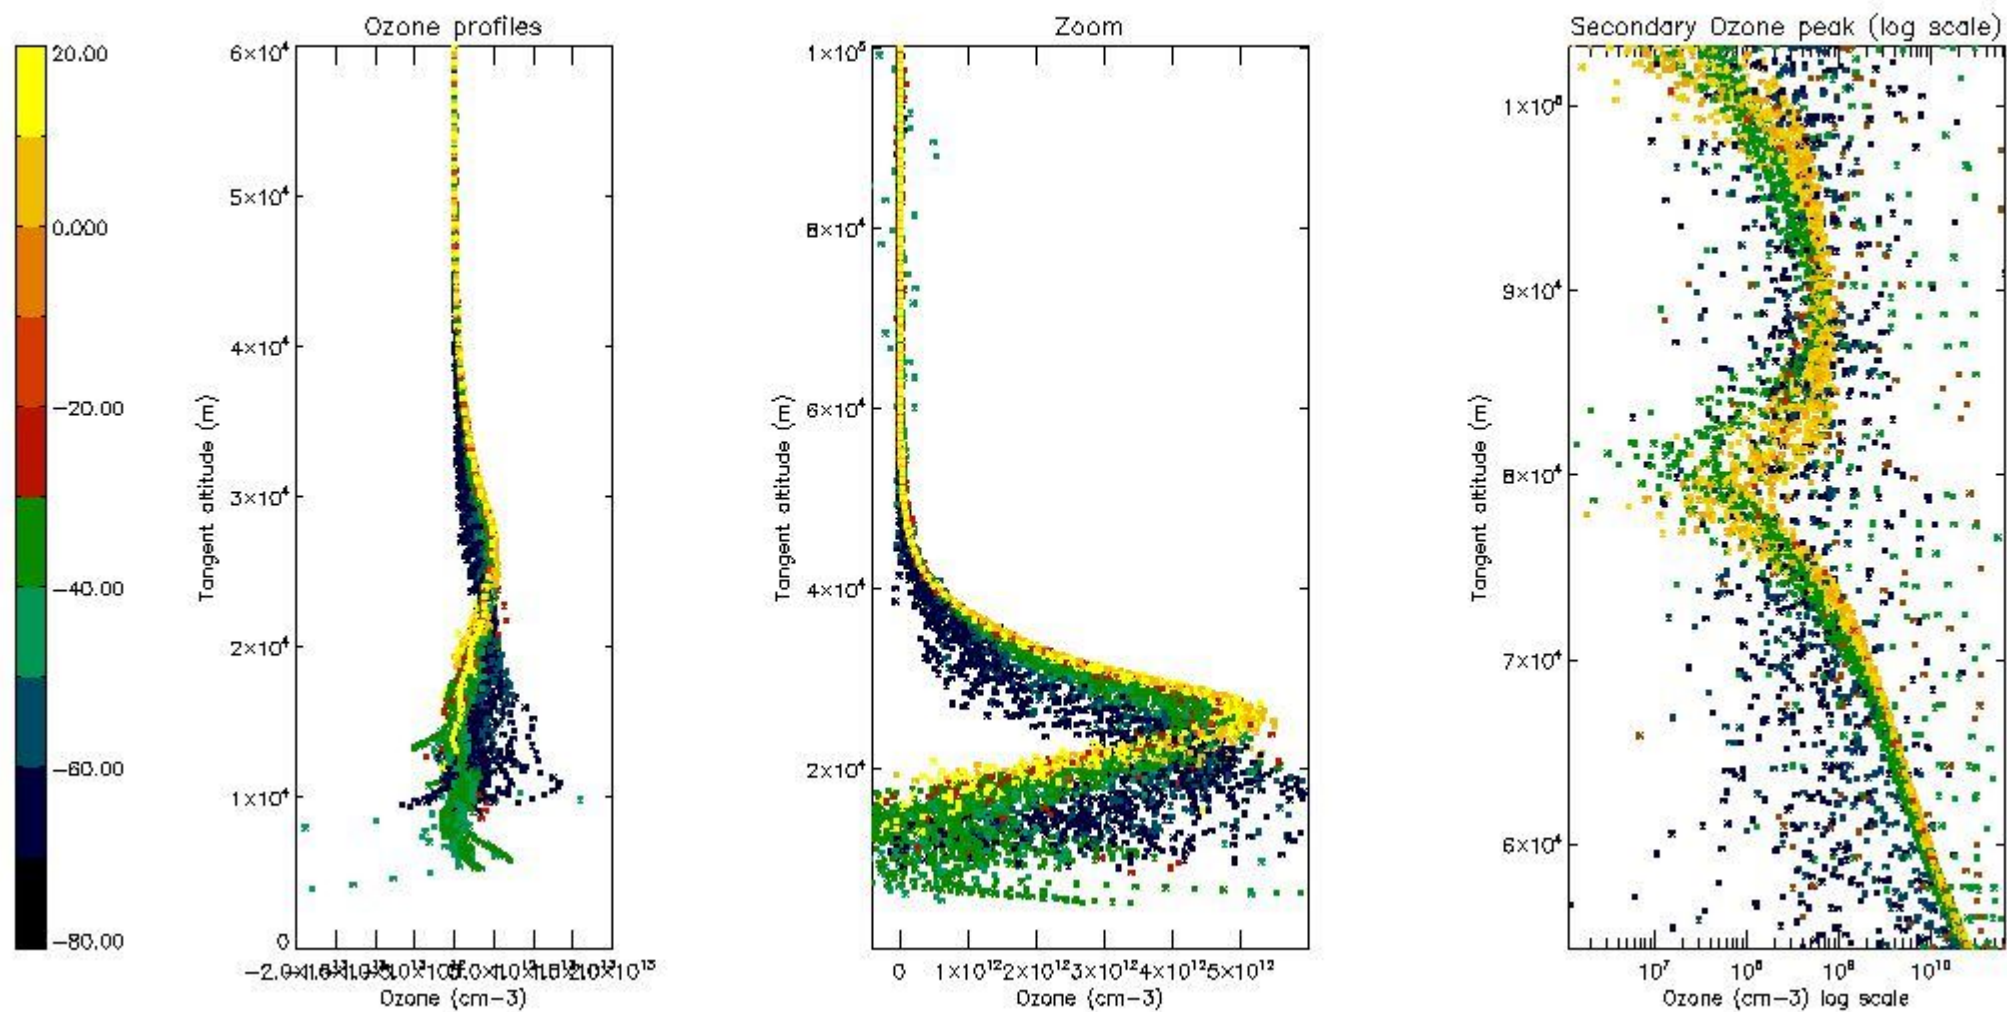 Ozone profiles
Zoom
Secondary Ozone peak (log scale)
20.00
0.000
−20.00
−40.00
−60.00
−80.00
6×10⁴
5×10⁴
4×10⁴
3×10⁴
2×10⁴
1×10⁴
0
Tangent altitude (m)
Ozone (cm−3)
1×10⁵
8×10⁴
6×10⁴
4×10⁴
2×10⁴
Tangent altitude (m)
0 1×10¹² 2×10¹² 3×10¹² 4×10¹² 5×10¹²
Ozone (cm−3)
9×10⁴
8×10⁴
7×10⁴
6×10⁴
Tangent altitude (m)
10⁷ 10⁸ 10⁹ 10¹⁰
Ozone (cm−3) log scale